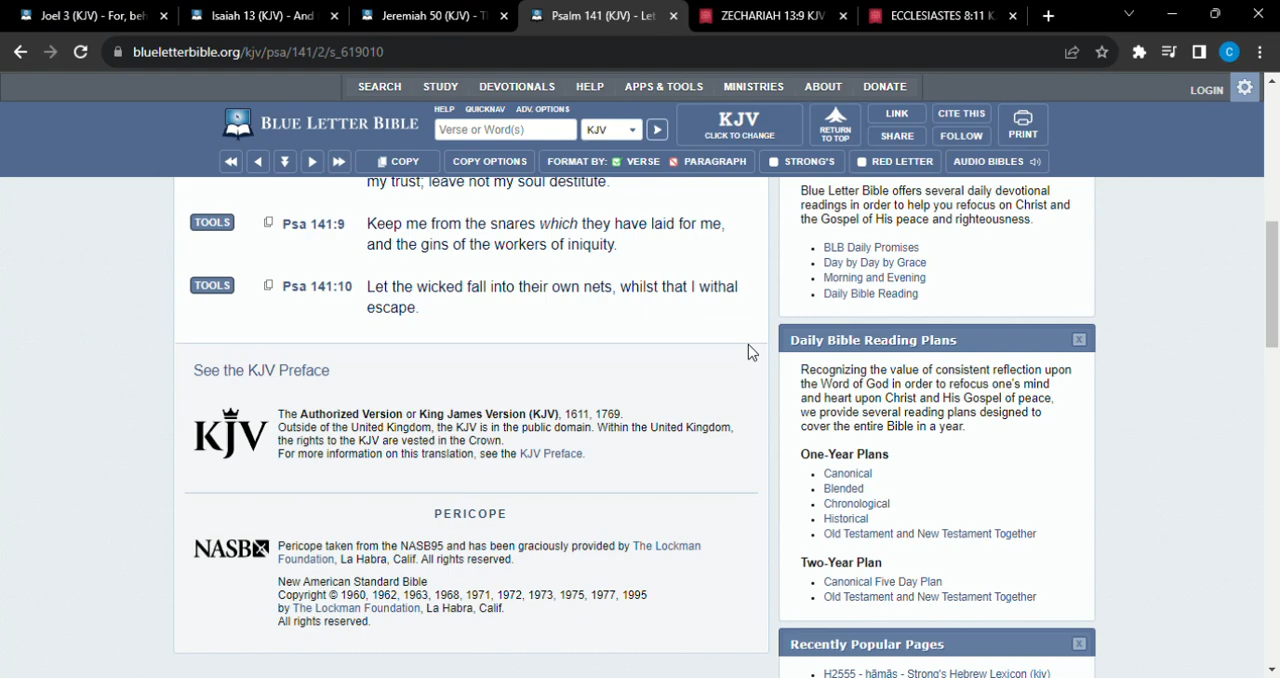 Joel 3 (KJV) - For, beh
Isaiah 13 (KJV) - And
Jeremiah 50 (KJV) - T
Psalm 141 (KJV) - Let
ZECHARIAH 13:9 KJV
ECCLESIASTES 8:11 K
blueletterbible.org/kjv/psa/141/2/s_619010
C
SEARCH STUDY DEVOTIONALS HELP APPS & TOOLS MINISTRIES ABOUT DONATE
LOGIN
BLUE LETTER BIBLE
HELP QUICKNAV ADV. OPTIONS
Verse or Word(s)
KJV
KJV
CLICK TO CHANGE
RETURN
TO TOP
LINK
SHARE
CITE THIS
FOLLOW
PRINT
COPY
COPY OPTIONS
FORMAT BY: VERSE PARAGRAPH
STRONG'S
RED LETTER
AUDIO BIBLES
my trust; leave not my soul destitute.
TOOLS Psa 141:9 Keep me from the snares which they have laid for me,
and the gins of the workers of iniquity.
TOOLS Psa 141:10 Let the wicked fall into their own nets, whilst that I withal
escape.
See the KJV Preface
KJV
The Authorized Version or King James Version (KJV), 1611, 1769.
Outside of the United Kingdom, the KJV is in the public domain. Within the United Kingdom,
the rights to the KJV are vested in the Crown.
For more information on this translation, see the KJV Preface.
PERICOPE
NASB
Pericope taken from the NASB95 and has been graciously provided by The Lockman
Foundation, La Habra, Calif. All rights reserved.
New American Standard Bible
Copyright © 1960, 1962, 1963, 1968, 1971, 1972, 1973, 1975, 1977, 1995
by The Lockman Foundation, La Habra, Calif.
All rights reserved.
Blue Letter Bible offers several daily devotional
readings in order to help you refocus on Christ and
the Gospel of His peace and righteousness.
BLB Daily Promises
Day by Day by Grace
Morning and Evening
Daily Bible Reading
Daily Bible Reading Plans
Recognizing the value of consistent reflection upon
the Word of God in order to refocus one's mind
and heart upon Christ and His Gospel of peace,
we provide several reading plans designed to
cover the entire Bible in a year.
One-Year Plans
Canonical
Blended
Chronological
Historical
Old Testament and New Testament Together
Two-Year Plan
Canonical Five Day Plan
Old Testament and New Testament Together
Recently Popular Pages
H2555 - ḥāmās - Strong's Hebrew Lexicon (kjv)